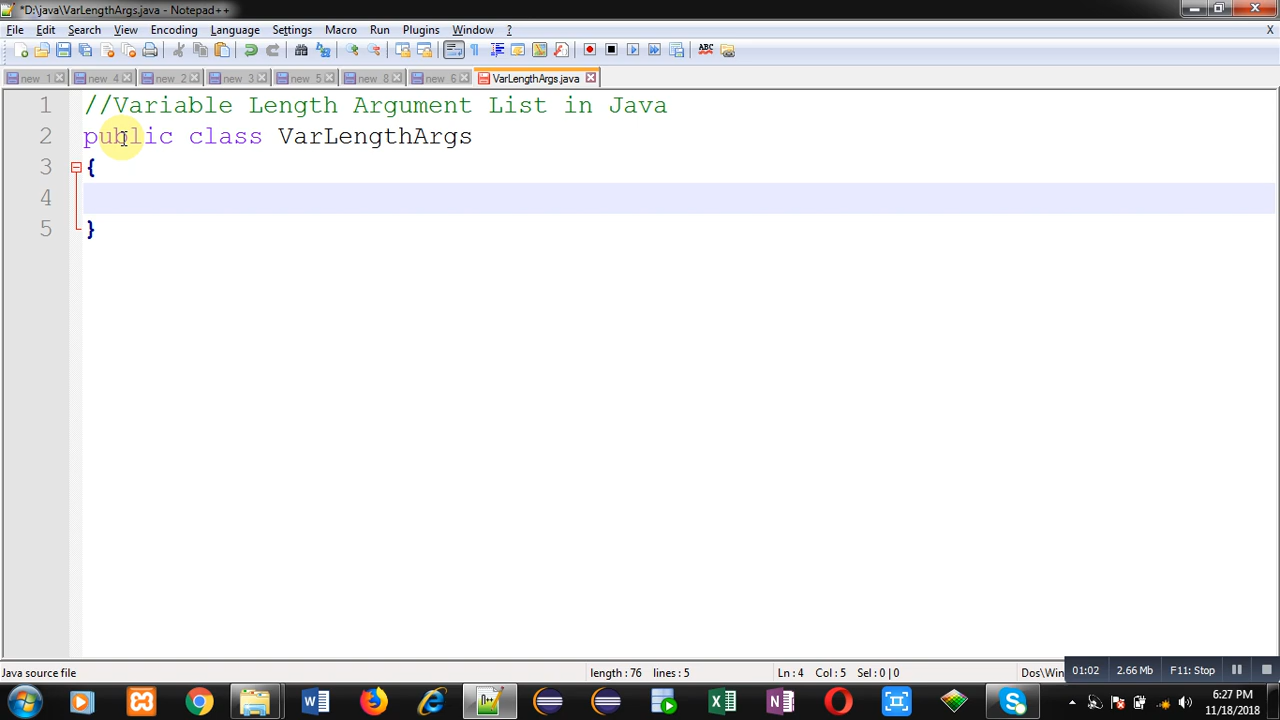 *D:\java\VarLengthArgs.java - Notepad++
File Edit Search View Encoding Language Settings Macro Run Plugins Window ? X
new 1 new 4 new 2 new 3 new 5 new 8 new 6 VarLengthArgs.java
1 //Variable Length Argument List in Java
2 public class VarLengthArgs
3 {
4
5 }
Java source file length : 76 lines : 5 Ln : 4 Col : 5 Sel : 0 | 0 Dos\Win 01:02 2.66 Mb F11: Stop
6:27 PM
11/18/2018